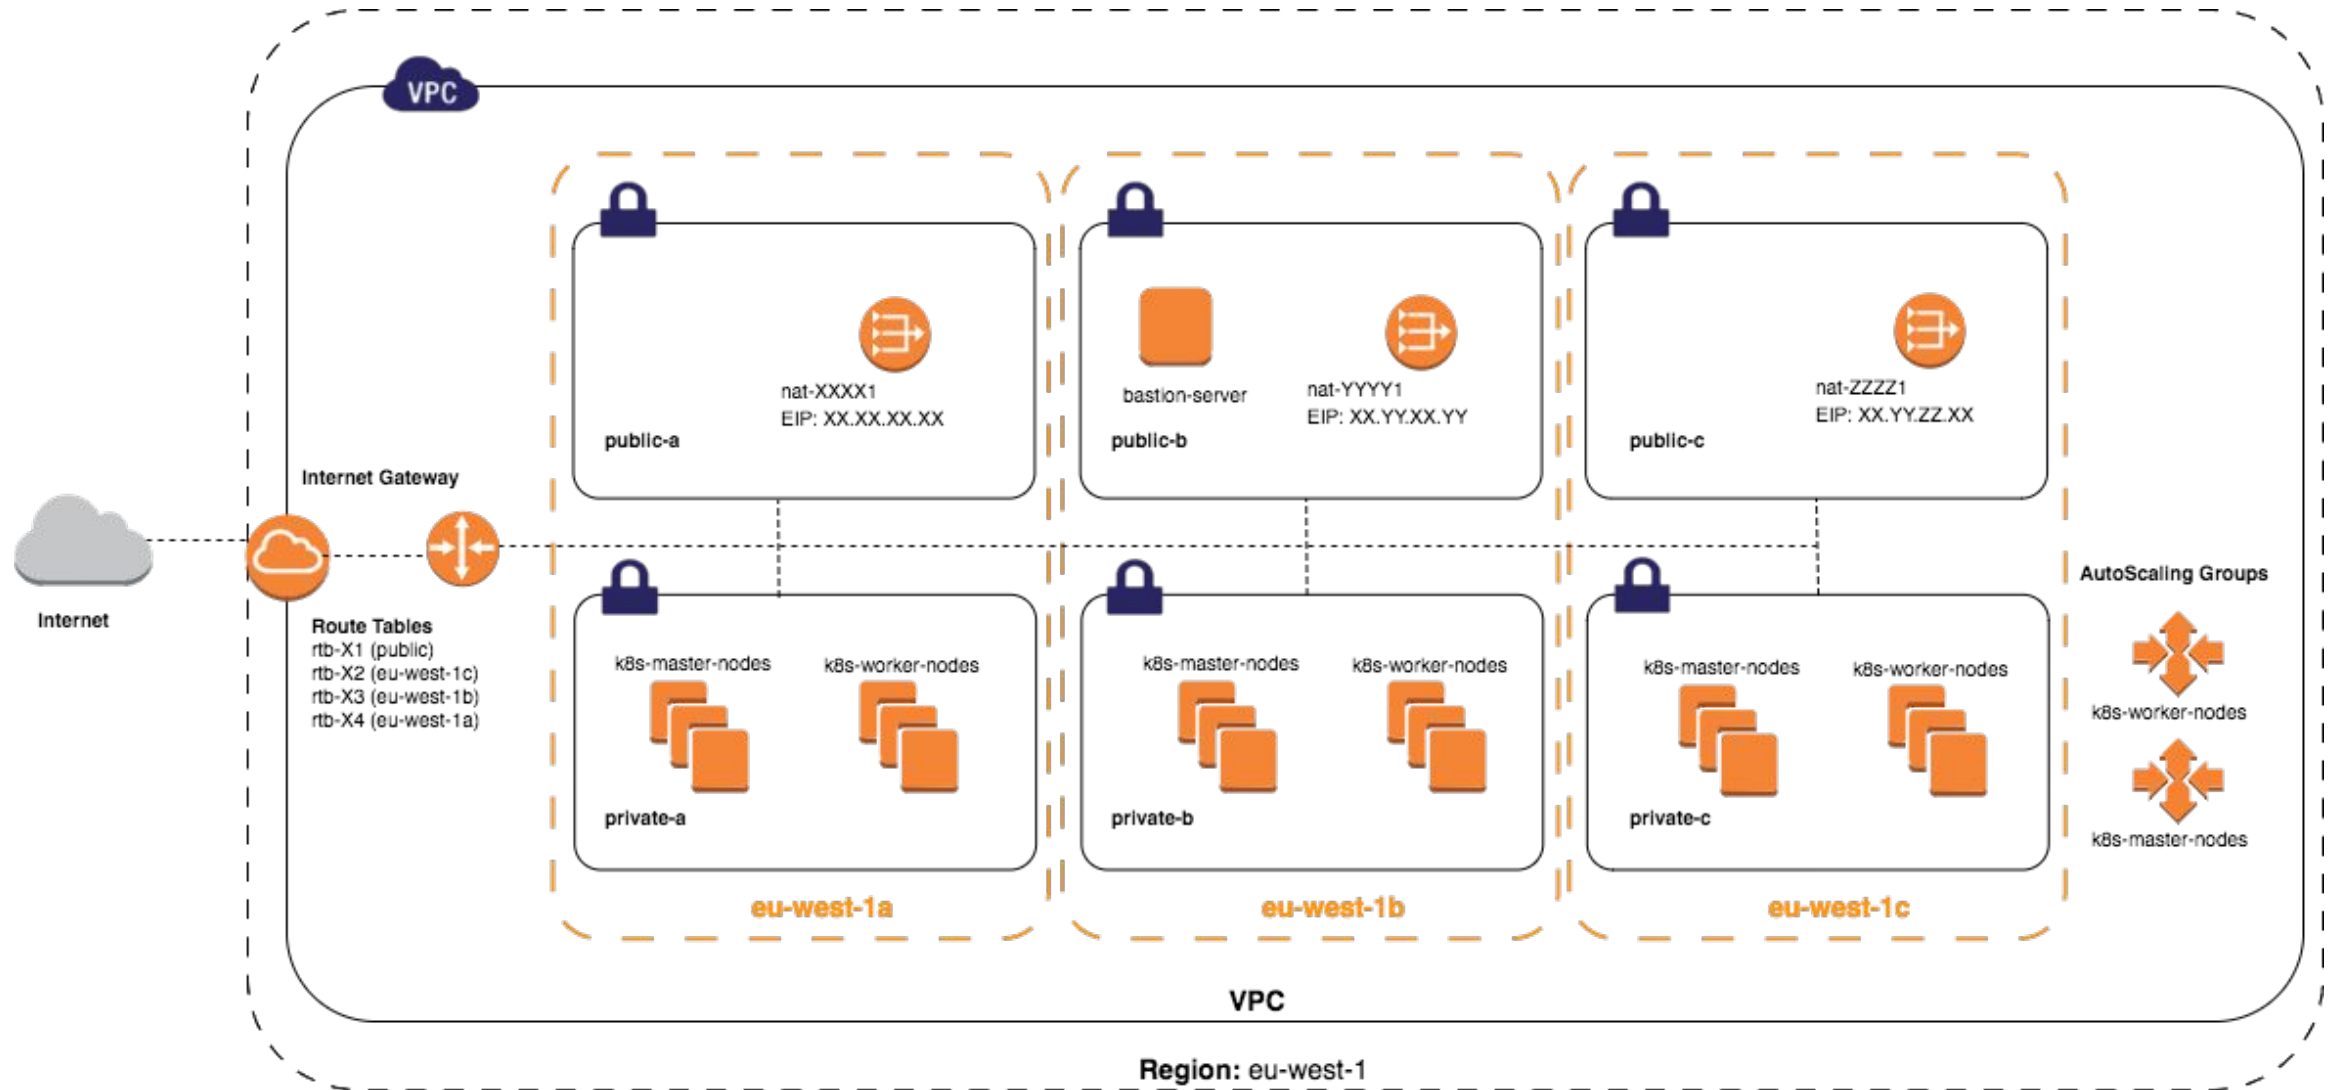 VPC
nat-XXXX1
EIP: XX.XX.XX.XX
public-a
bastion-server
nat-YYYY1
EIP: XX.YY.XX.YY
public-b
nat-ZZZZ1
EIP: XX.YY.ZZ.XX
public-c
Internet Gateway
Internet
Route Tables
rtb-X1 (public)
rtb-X2 (eu-west-1c)
rtb-X3 (eu-west-1b)
rtb-X4 (eu-west-1a)
k8s-master-nodes
k8s-worker-nodes
private-a
k8s-master-nodes
k8s-worker-nodes
private-b
k8s-master-nodes
k8s-worker-nodes
private-c
AutoScaling Groups
k8s-worker-nodes
k8s-master-nodes
eu-west-1a
eu-west-1b
eu-west-1c
VPC
Region: eu-west-1